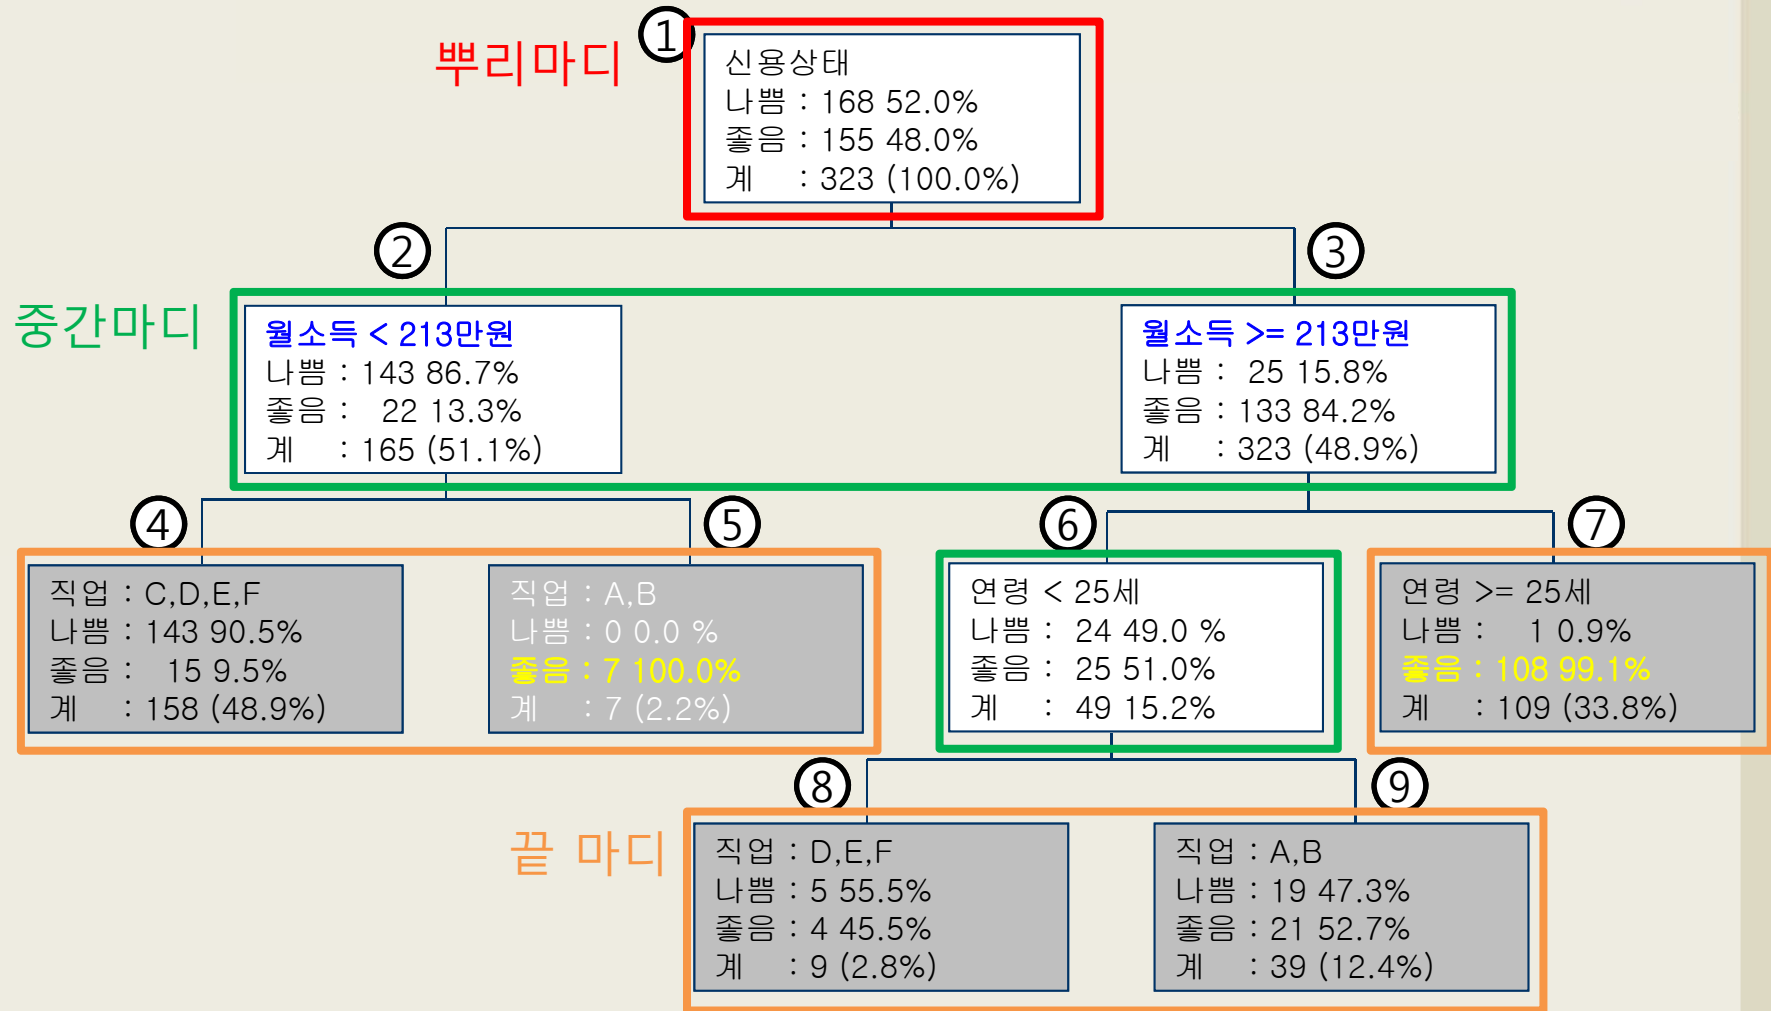 뿌리마디
①
신용상태
나쁨 : 168 52.0%
좋음 : 155 48.0%
계 : 323 (100.0%)
②
③
중간마디
월소득 < 213만원
나쁨 : 143 86.7%
좋음 : 22 13.3%
계 : 165 (51.1%)
월소득 >= 213만원
나쁨 : 25 15.8%
좋음 : 133 84.2%
계 : 323 (48.9%)
④
⑤
⑥
⑦
직업 : C,D,E,F
나쁨 : 143 90.5%
좋음 : 15 9.5%
계 : 158 (48.9%)
직업 : A,B
나쁨 : 0 0.0 %
좋음 : 7 100.0%
계 : 7 (2.2%)
연령 < 25세
나쁨 : 24 49.0 %
좋음 : 25 51.0%
계 : 49 15.2%
연령 >= 25세
나쁨 : 1 0.9%
좋음 : 108 99.1%
계 : 109 (33.8%)
⑧
⑨
끝 마디
직업 : D,E,F
나쁨 : 5 55.5%
좋음 : 4 45.5%
계 : 9 (2.8%)
직업 : A,B
나쁨 : 19 47.3%
좋음 : 21 52.7%
계 : 39 (12.4%)